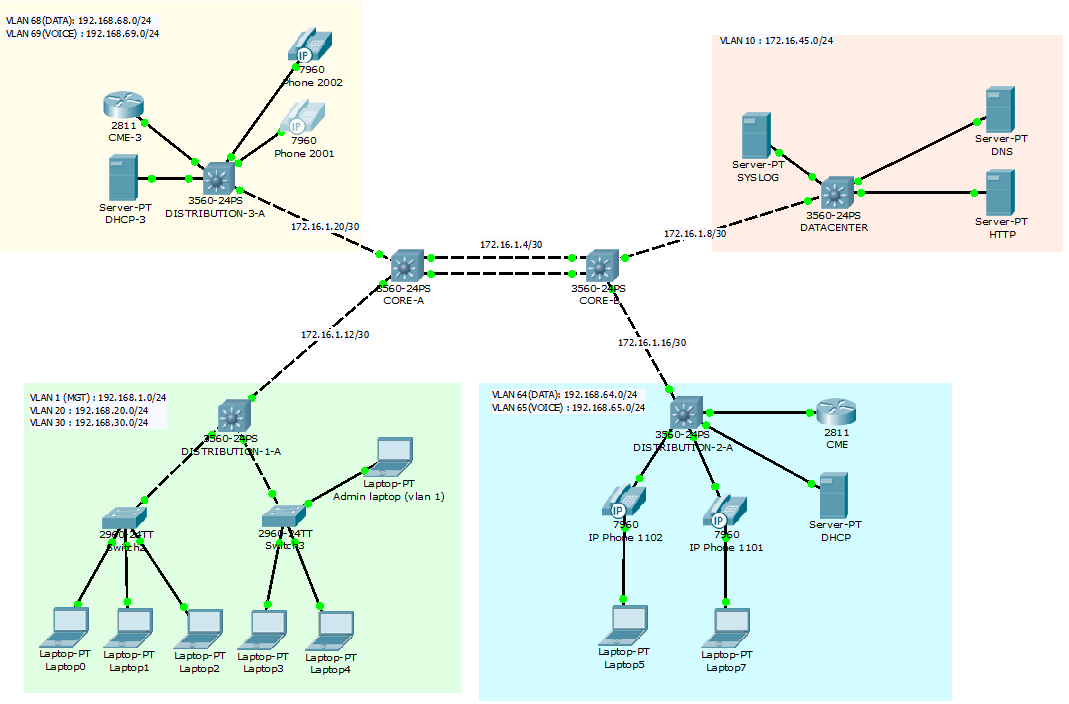 VLAN 68(DATA): 192.168.68.0/24
VLAN 69(VOICE) : 192.168.69.0/24
IP
7960
Phone 2002
IP
7960
Phone 2001
2811
CME-3
Server-PT
DHCP-3
3560-24PS
DISTRIBUTION-3-A
172.16.1.20/30
VLAN 10 : 172.16.45.0/24
Server-PT
SYSLOG
Server-PT
DNS
Server-PT
HTTP
3560-24PS
DATACENTER
172.16.1.8/30
172.16.1.4/30
3560-24PS
CORE-A
3560-24PS
CORE-B
172.16.1.12/30
172.16.1.16/30
VLAN 1 (MGT) : 192.168.1.0/24
VLAN 20 : 192.168.20.0/24
VLAN 30 : 192.168.30.0/24
3560-24PS
DISTRIBUTION-1-A
Laptop-PT
Admin laptop (vlan 1)
2960-24TT
Switch2
2960-24TT
Switch3
Laptop-PT
Laptop0
Laptop-PT
Laptop1
Laptop-PT
Laptop2
Laptop-PT
Laptop3
Laptop-PT
Laptop4
VLAN 64(DATA): 192.168.64.0/24
VLAN 65(VOICE) : 192.168.65.0/24
3560-24PS
DISTRIBUTION-2-A
2811
CME
Server-PT
DHCP
IP
7960
IP Phone 1102
IP
7960
IP Phone 1101
Laptop-PT
Laptop5
Laptop-PT
Laptop7